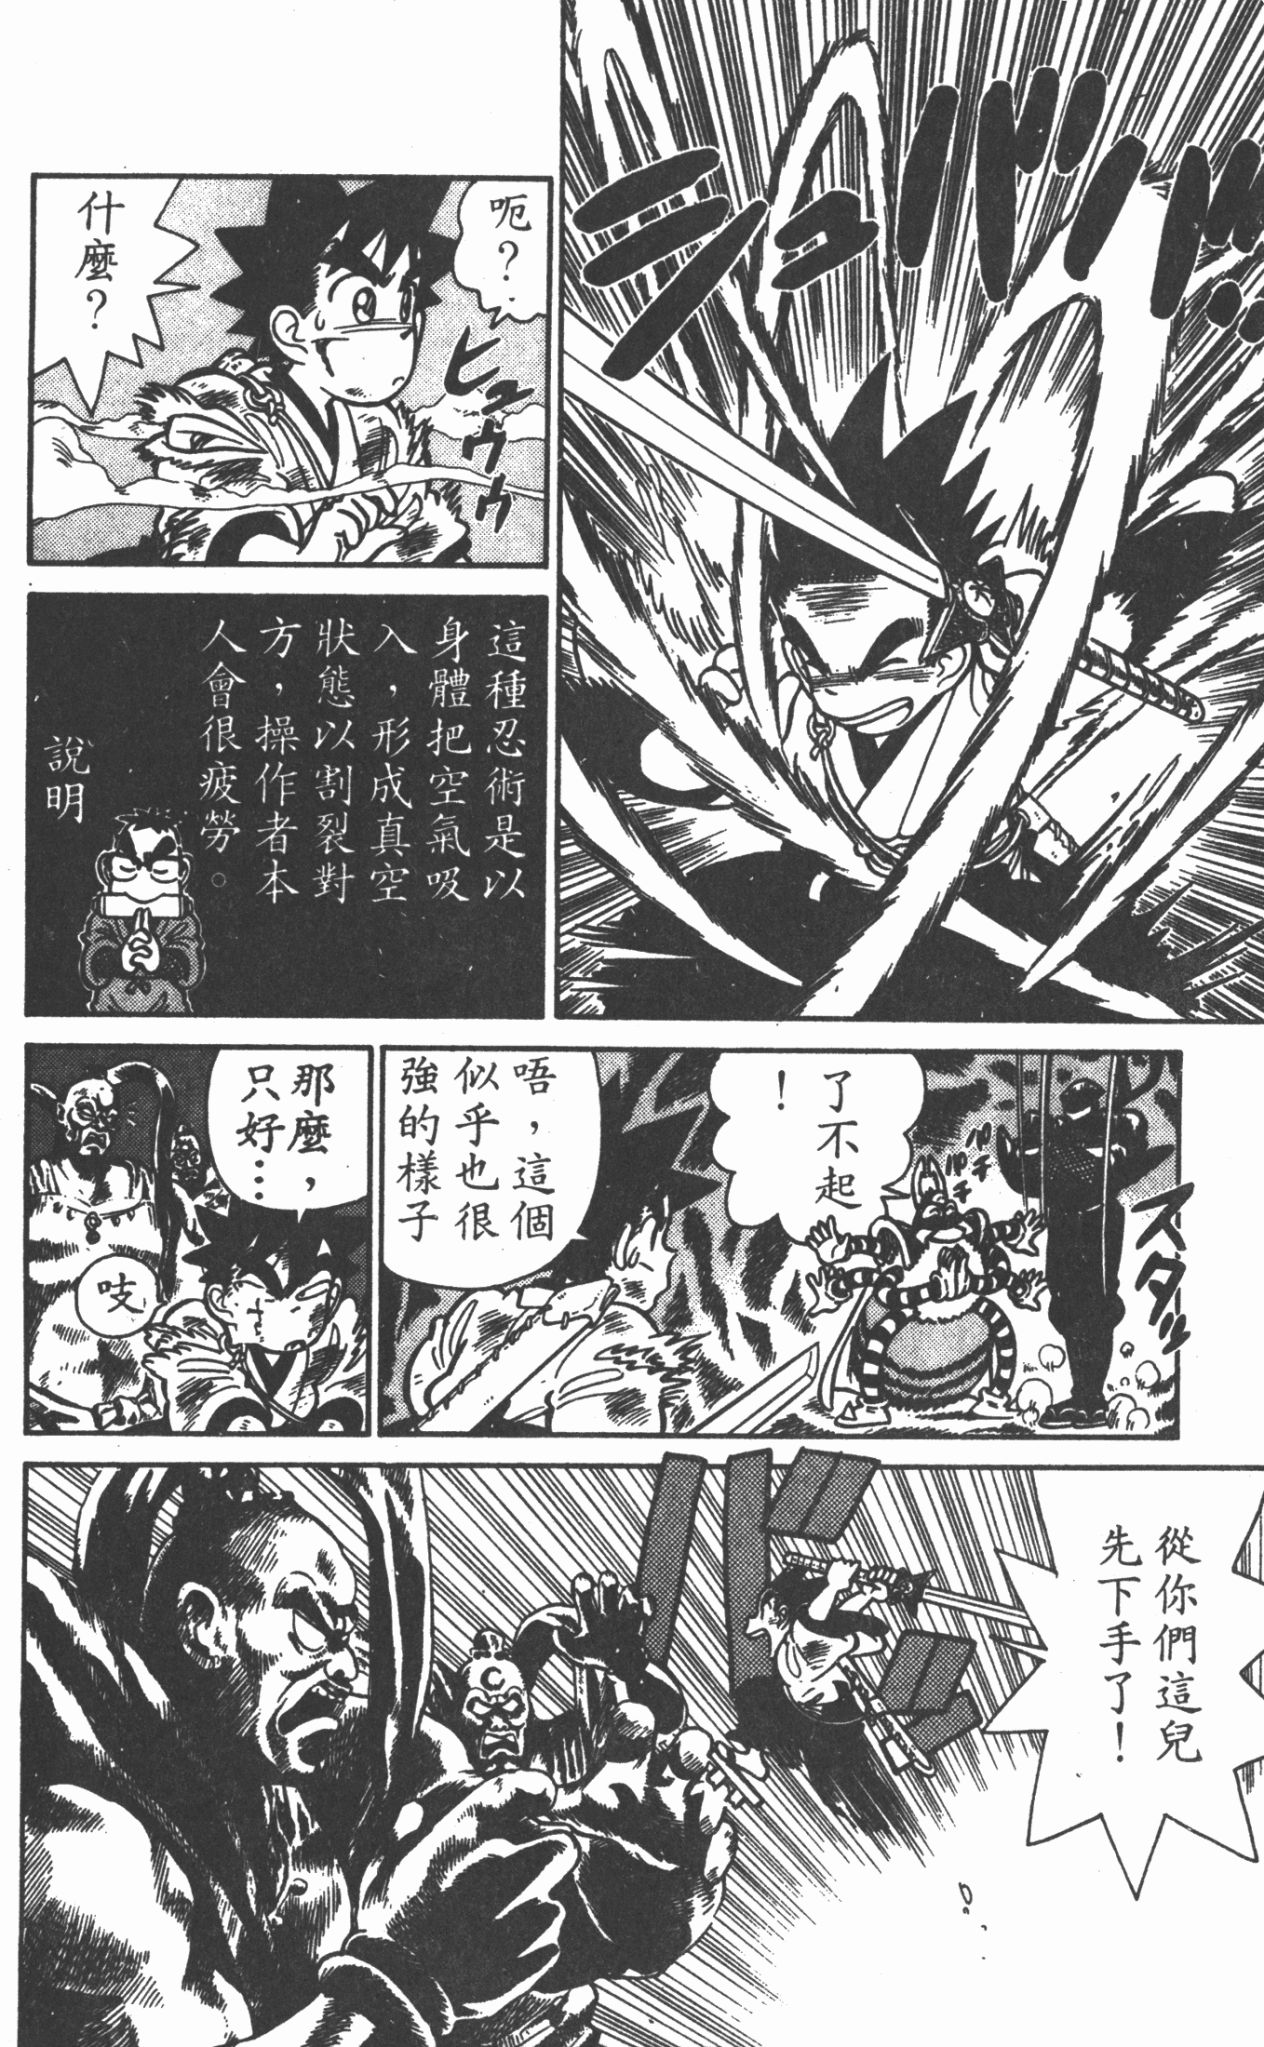 ジュババババ
呃？
ヒュウウ
什麼？
這種忍術是以
身體把空氣吸
入，形成真空
狀態以割裂對
方，操作者本
人會很疲勞。
說明
ズダッ
パチ
パチ
了不起
！
唔，這個
似乎也很
強的樣子
那麼，
只好…
吱
從你們這兒
先下手了！